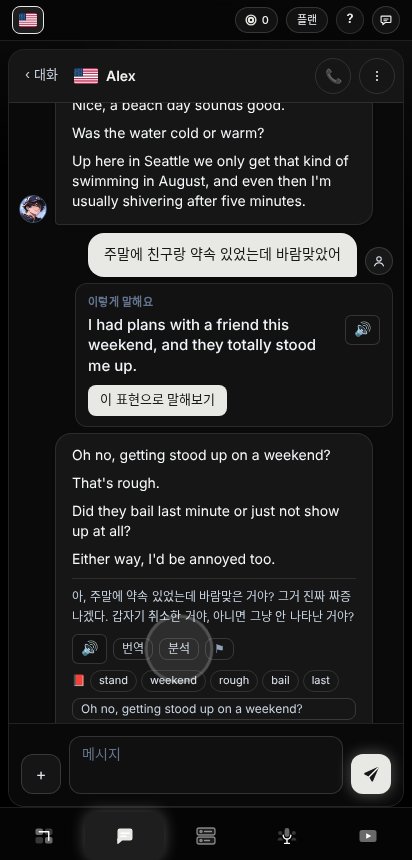 0
플랜
?
‹ 대화
Alex
Nice, a beach day sounds good.
Was the water cold or warm?
Up here in Seattle we only get that kind of
swimming in August, and even then I'm
usually shivering after five minutes.
주말에 친구랑 약속 있었는데 바람맞았어
이렇게 말해요
I had plans with a friend this
weekend, and they totally stood
me up.
이 표현으로 말해보기
Oh no, getting stood up on a weekend?
That's rough.
Did they bail last minute or just not show
up at all?
Either way, I'd be annoyed too.
아, 주말에 약속 있었는데 바람맞은 거야? 그거 진짜 짜증
나겠다. 갑자기 취소한 거야, 아니면 그냥 안 나타난 거야?
번역 분석
stand weekend rough bail last
Oh no, getting stood up on a weekend?
메시지
+